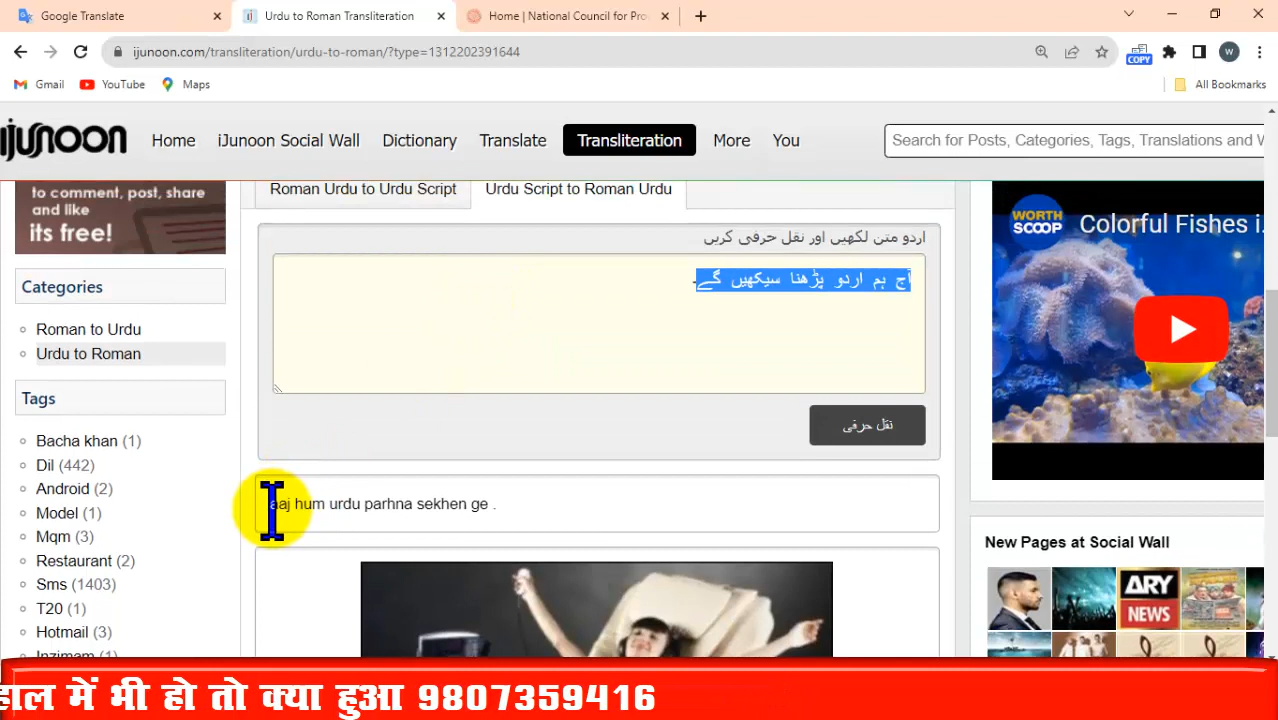 Google Translate
Urdu to Roman Transliteration
Home | National Council for Pro
ijunoon.com/transliteration/urdu-to-roman/?type=1312202391644
COPY
W
Gmail
YouTube
Maps
All Bookmarks
ijunoon
Home
iJunoon Social Wall
Dictionary
Translate
Transliteration
More
You
Search for Posts, Categories, Tags, Translations and W
to comment, post, share
and like
its free!
Categories
Roman to Urdu
Urdu to Roman
Tags
Bacha khan (1)
Dil (442)
Android (2)
Model (1)
Mqm (3)
Restaurant (2)
Sms (1403)
T20 (1)
Hotmail (3)
Inzimam (1)
Roman Urdu to Urdu Script
Urdu Script to Roman Urdu
اردو متن لکھیں اور نقل حرفی کریں
آج ہم اردو پڑھنا سیکھیں گے۔
نقل حرفی
aaj hum urdu parhna sekhen ge .
WORTH
SCOOP
Colorful Fishes i...
New Pages at Social Wall
ARY
NEWS
हाल में भी हो तो क्या हुआ 9807359416